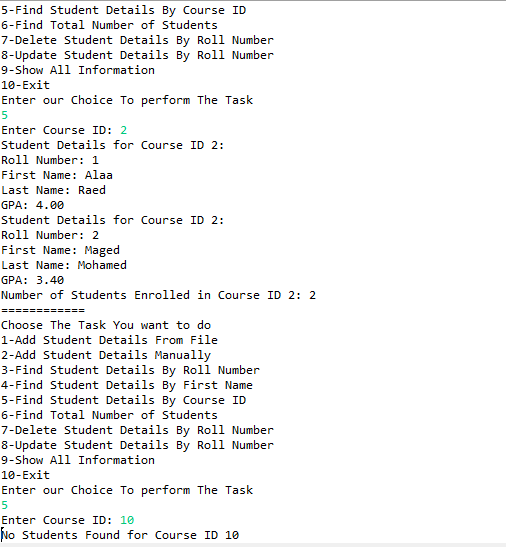 5-Find Student Details By Course ID
6-Find Total Number of Students
7-Delete Student Details By Roll Number
8-Update Student Details By Roll Number
9-Show All Information
10-Exit
Enter our Choice To perform The Task
5
Enter Course ID: 2
Student Details for Course ID 2:
Roll Number: 1
First Name: Alaa
Last Name: Raed
GPA: 4.00
Student Details for Course ID 2:
Roll Number: 2
First Name: Maged
Last Name: Mohamed
GPA: 3.40
Number of Students Enrolled in Course ID 2: 2
============
Choose The Task You want to do
1-Add Student Details From File
2-Add Student Details Manually
3-Find Student Details By Roll Number
4-Find Student Details By First Name
5-Find Student Details By Course ID
6-Find Total Number of Students
7-Delete Student Details By Roll Number
8-Update Student Details By Roll Number
9-Show All Information
10-Exit
Enter our Choice To perform The Task
5
Enter Course ID: 10
No Students Found for Course ID 10